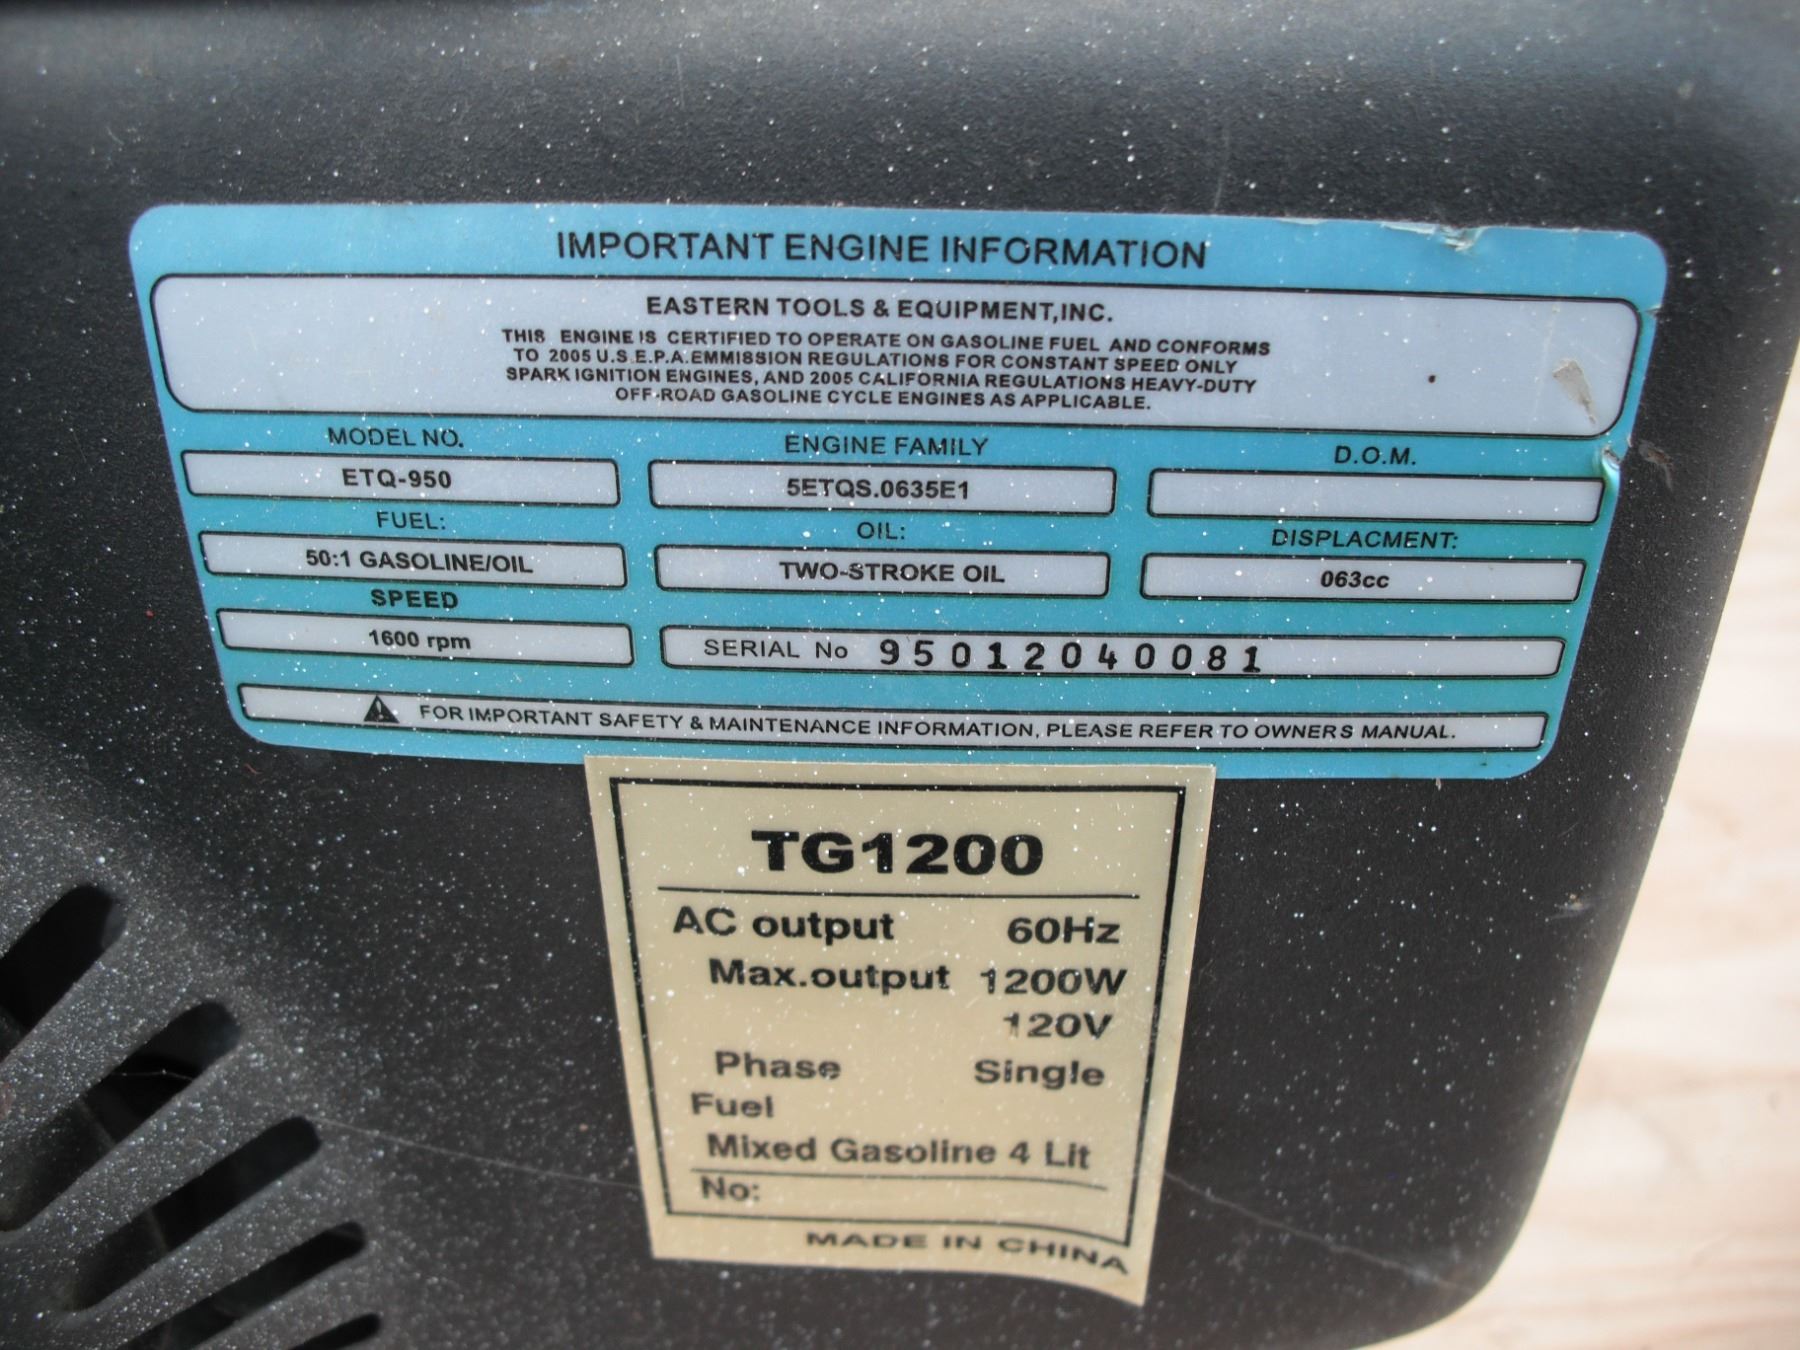 IMPORTANT ENGINE INFORMATION
EASTERN TOOLS & EQUIPMENT,INC.
THIS ENGINE IS CERTIFIED TO OPERATE ON GASOLINE FUEL AND CONFORMS
TO 2005 U.S E.P.A.EMMISSION REGULATIONS FOR CONSTANT SPEED ONLY
SPARK IGNITION ENGINES, AND 2005 CALIFORNIA REGULATIONS HEAVY-DUTY
OFF-ROAD GASOLINE CYCLE ENGINES AS APPLICABLE.
MODEL NO. ENGINE FAMILY D.O.M.
ETQ-950 5ETQS.0635E1
FUEL: OIL: DISPLACMENT:
50:1 GASOLINE/OIL TWO-STROKE OIL 063cc
SPEED
1600 rpm SERIAL No 95012040081
FOR IMPORTANT SAFETY & MAINTENANCE INFORMATION, PLEASE REFER TO OWNERS MANUAL.
TG1200
AC output 60Hz
Max.output 1200W
120V
Phase Single
Fuel
Mixed Gasoline 4 Lit
No:
MADE IN CHINA